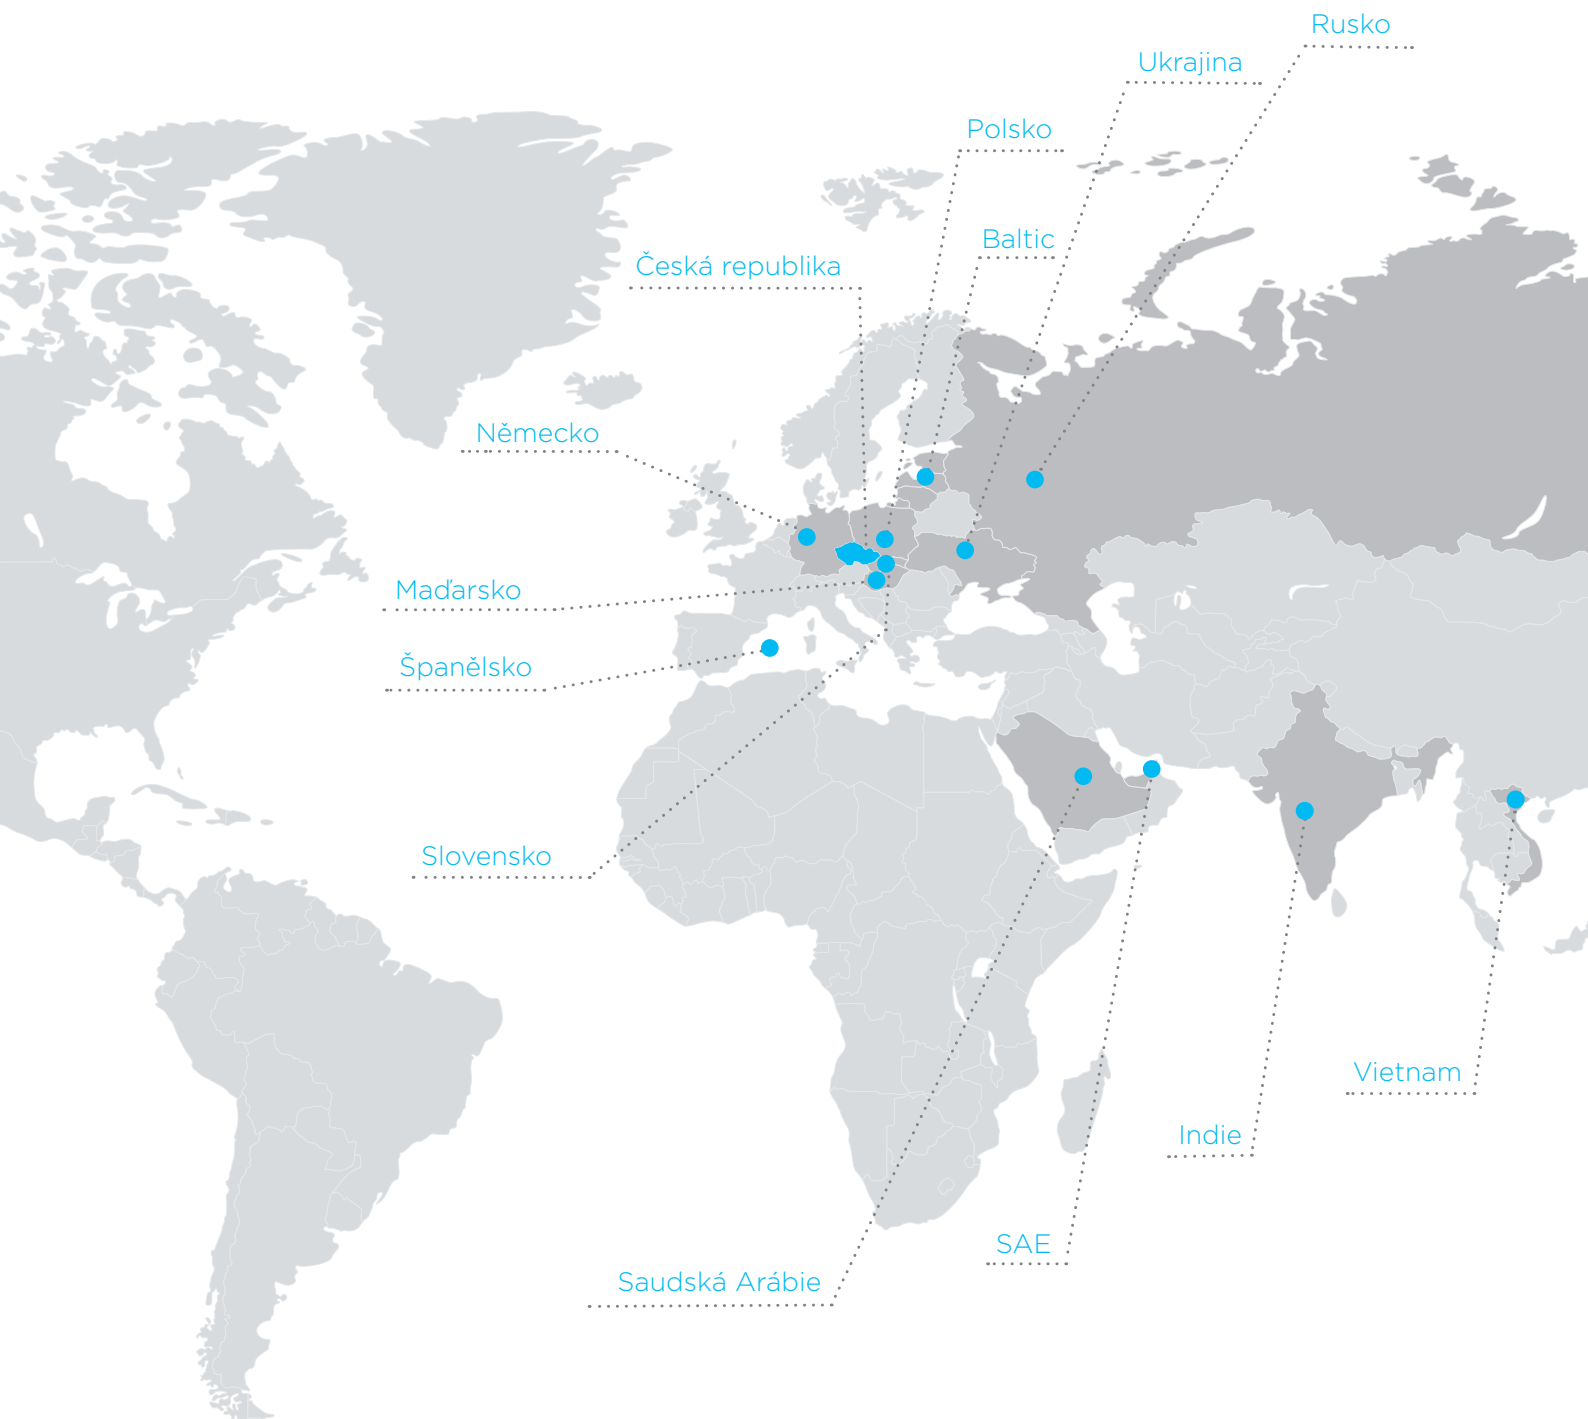 Rusko
Ukrajina
Polsko
Baltic
Česká republika
Německo
Maďarsko
Španělsko
Slovensko
Vietnam
Indie
SAE
Saudská Arábie